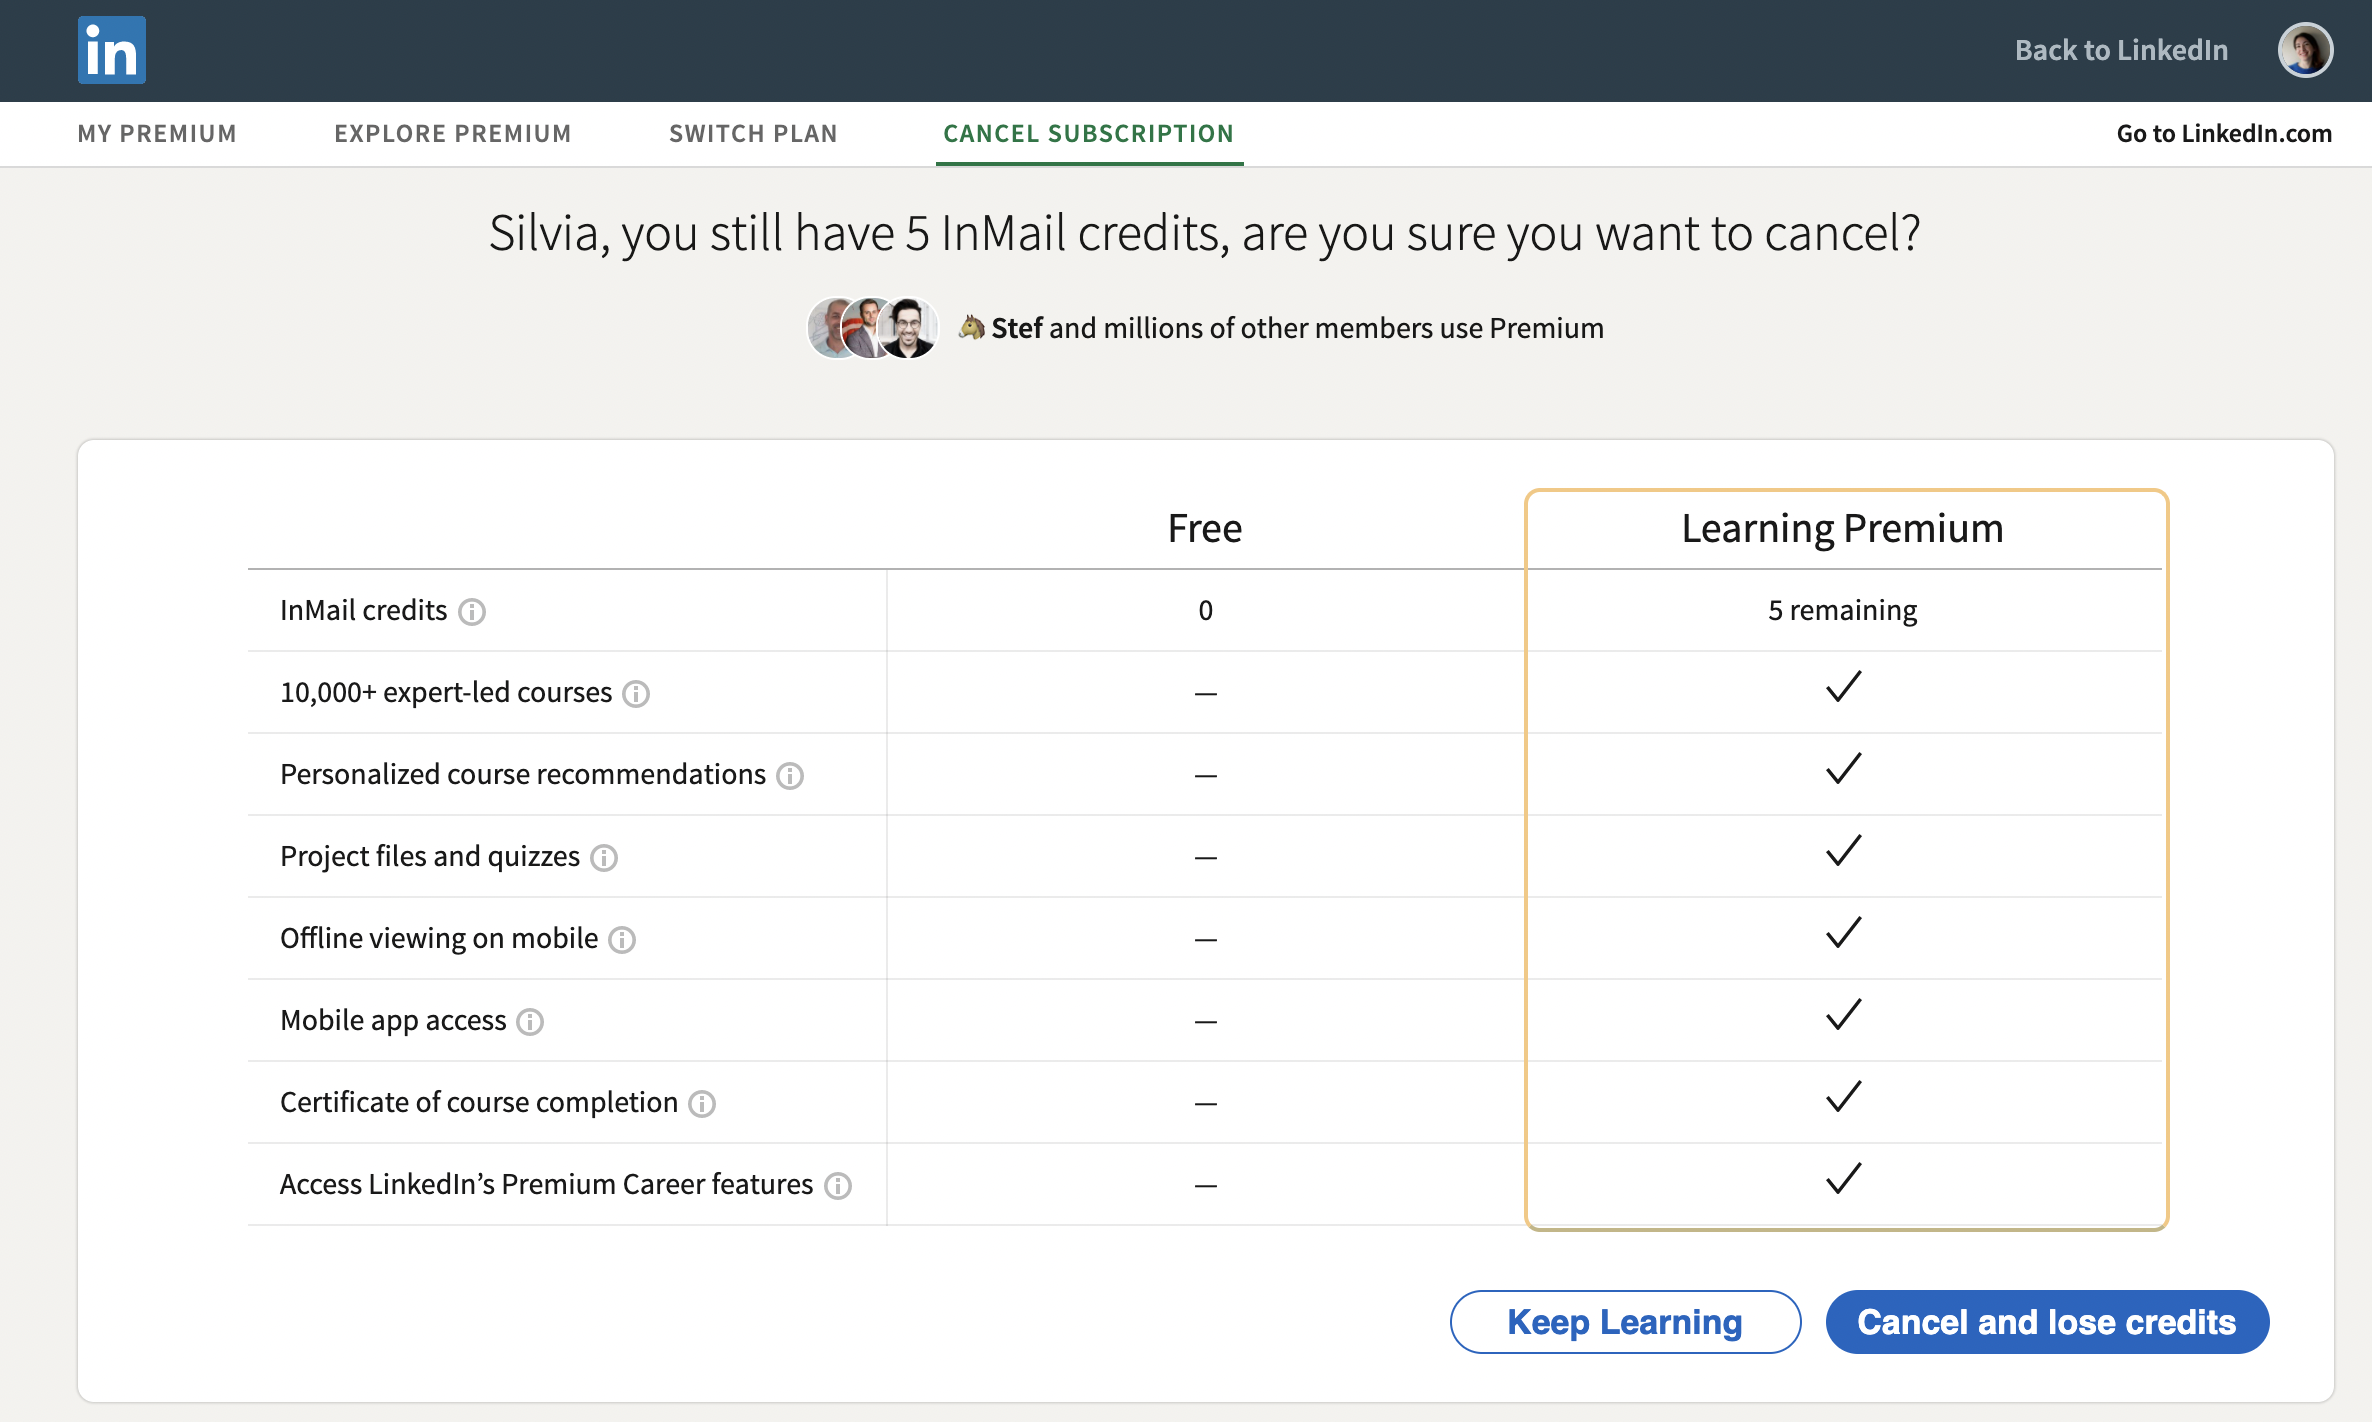 in
Back to LinkedIn
MY PREMIUM
EXPLORE PREMIUM
SWITCH PLAN
CANCEL SUBSCRIPTION
Go to LinkedIn.com
Silvia, you still have 5 InMail credits, are you sure you want to cancel?
🐴 Stef and millions of other members use Premium
Free
Learning Premium
InMail credits
0
5 remaining
10,000+ expert-led courses
—
Personalized course recommendations
—
Project files and quizzes
—
Offline viewing on mobile
—
Mobile app access
—
Certificate of course completion
—
Access LinkedIn’s Premium Career features
—
Keep Learning
Cancel and lose credits